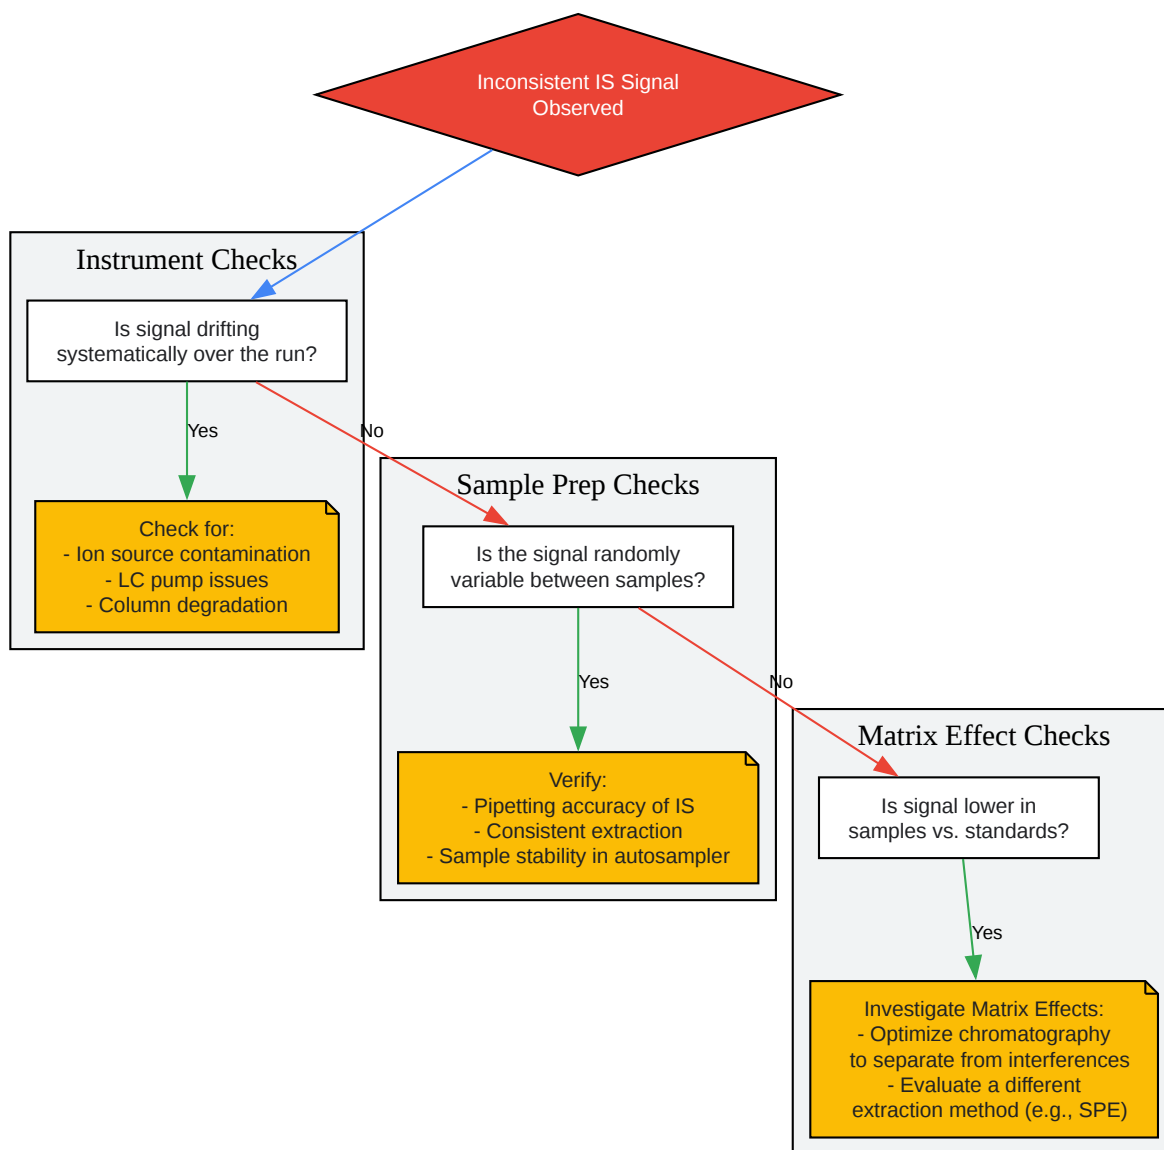 Inconsistent IS Signal
Observed
Instrument Checks
Is signal drifting
systematically over the run?
Yes
No
Check for:
- Ion source contamination
- LC pump issues
- Column degradation
Sample Prep Checks
Is the signal randomly
variable between samples?
Yes
No
Verify:
- Pipetting accuracy of IS
- Consistent extraction
- Sample stability in autosampler
Matrix Effect Checks
Is signal lower in
samples vs. standards?
Yes
Investigate Matrix Effects:
- Optimize chromatography
to separate from interferences
- Evaluate a different
extraction method (e.g., SPE)